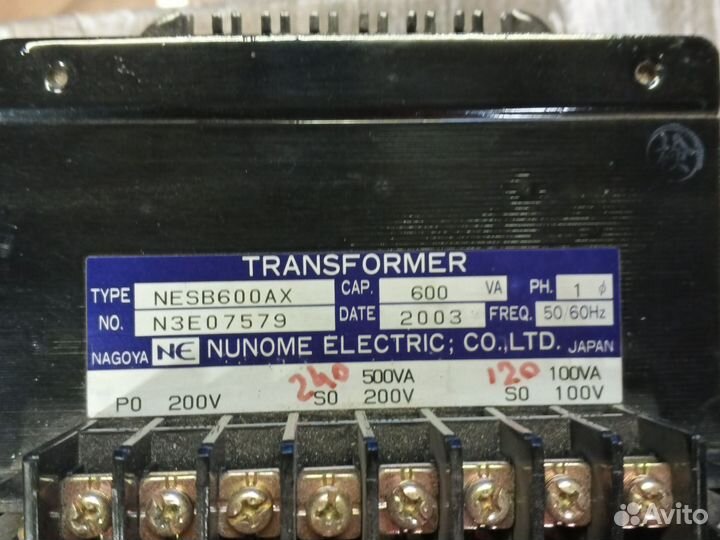 TRANSFORMER
TYPE NESB600AX CAP. 600 VA PH. 1 ϕ
NO. N3E07579 DATE 2003 FREQ. 50/60Hz
NAGOYA NE NUNOME ELECTRIC; CO.,LTD. JAPAN
240 500VA 120 100VA
P0 200V S0 200V S0 100V
Avito